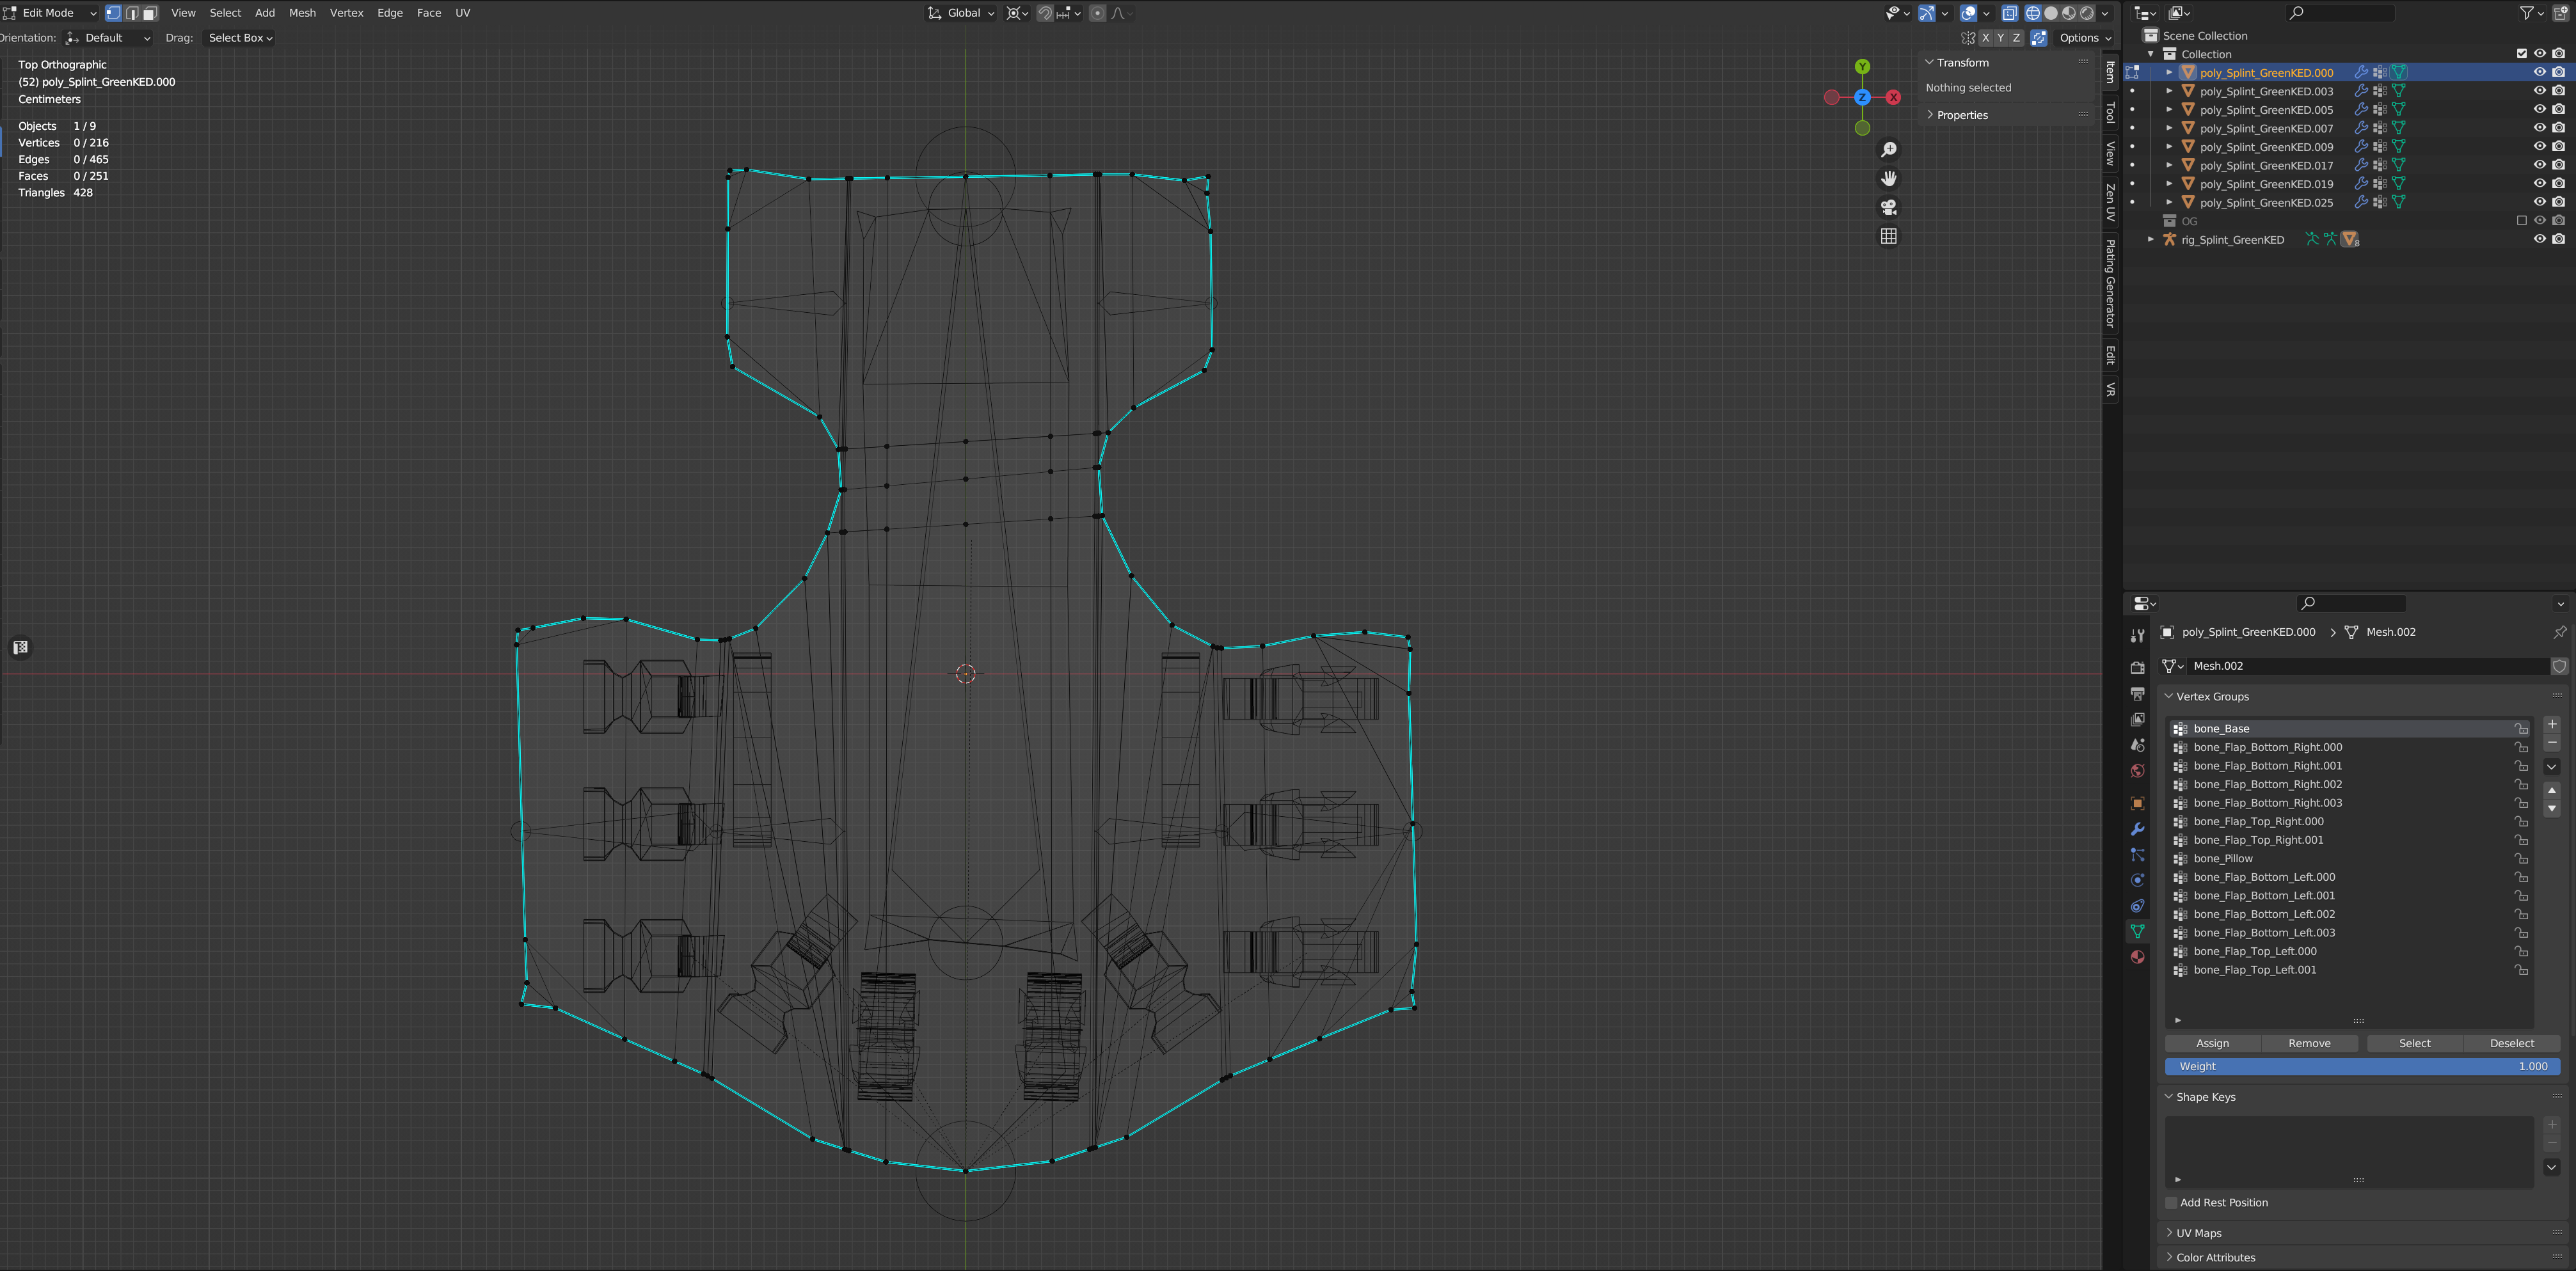 Edit Mode View Select Add Mesh Vertex Edge Face UV Global
Orientation: Default Drag: Select Box X Y Z Options
Top Orthographic
(52) poly_Splint_GreenKED.000
Centimeters
Objects 1 / 9
Vertices 0 / 216
Edges 0 / 465
Faces 0 / 251
Triangles 428
Y
Z
X
Transform
Nothing selected
Properties
Item
Tool
View
Zen UV
Plating Generator
Edit
VR
Scene Collection
Collection
poly_Splint_GreenKED.000
poly_Splint_GreenKED.003
poly_Splint_GreenKED.005
poly_Splint_GreenKED.007
poly_Splint_GreenKED.009
poly_Splint_GreenKED.017
poly_Splint_GreenKED.019
poly_Splint_GreenKED.025
OG
rig_Splint_GreenKED 8
poly_Splint_GreenKED.000 > Mesh.002
Mesh.002
Vertex Groups
bone_Base
bone_Flap_Bottom_Right.000
bone_Flap_Bottom_Right.001
bone_Flap_Bottom_Right.002
bone_Flap_Bottom_Right.003
bone_Flap_Top_Right.000
bone_Flap_Top_Right.001
bone_Pillow
bone_Flap_Bottom_Left.000
bone_Flap_Bottom_Left.001
bone_Flap_Bottom_Left.002
bone_Flap_Bottom_Left.003
bone_Flap_Top_Left.000
bone_Flap_Top_Left.001
Assign Remove Select Deselect
Weight 1.000
Shape Keys
Add Rest Position
UV Maps
Color Attributes